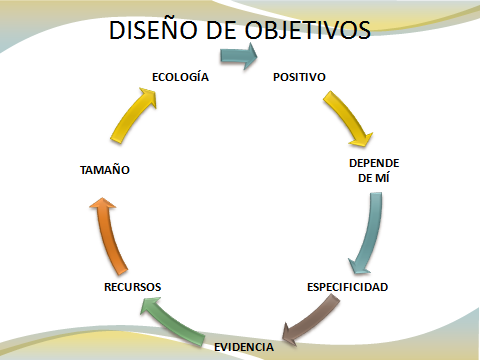 DISEÑO DE OBJETIVOS
ECOLOGÍA
POSITIVO
DEPENDE
DE MÍ
TAMAÑO
RECURSOS
ESPECIFICIDAD
EVIDENCIA